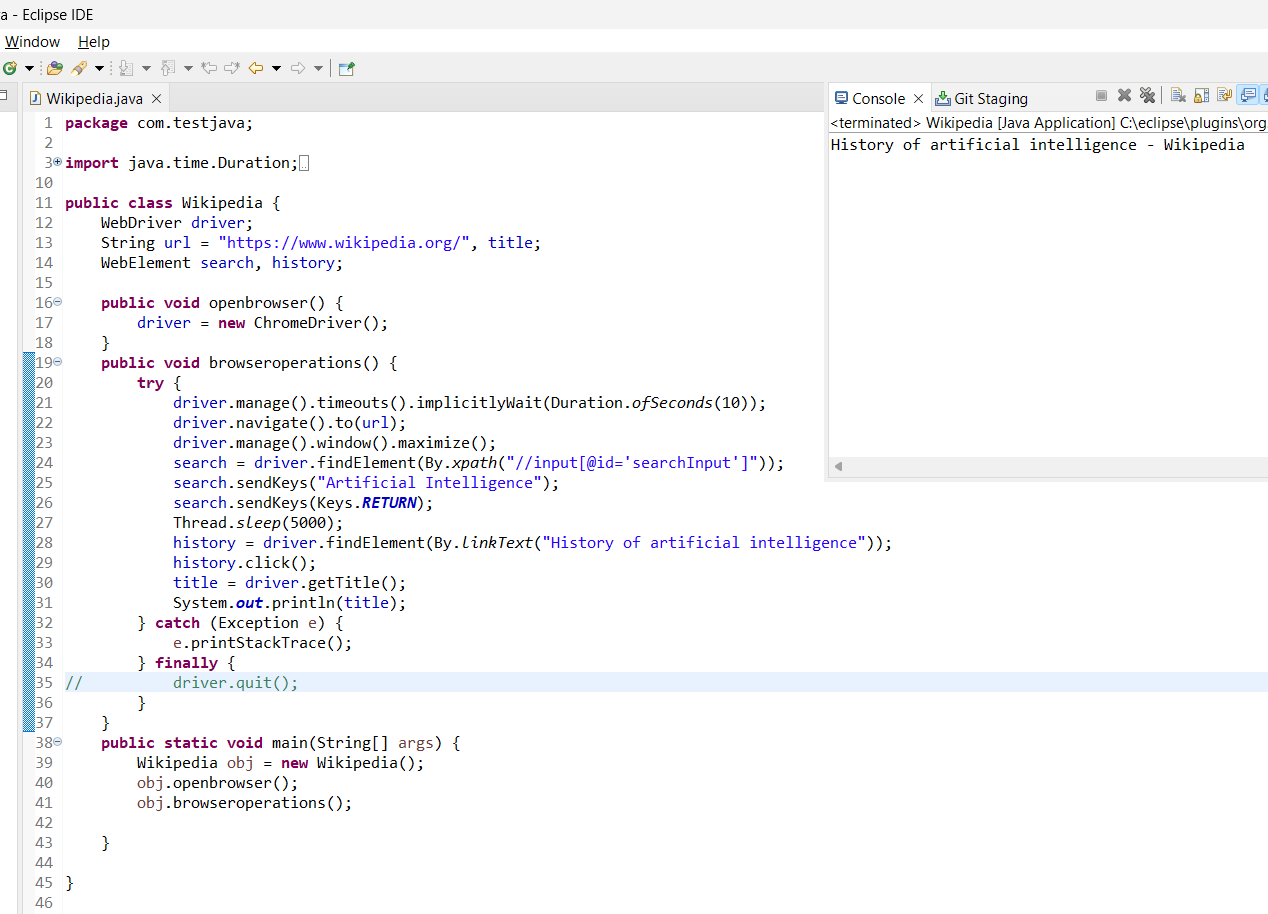 a - Eclipse IDE
Window Help
Wikipedia.java
1 package com.testjava;
2
3 import java.time.Duration;
10
11 public class Wikipedia {
12     WebDriver driver;
13     String url = "https://www.wikipedia.org/", title;
14     WebElement search, history;
15
16     public void openbrowser() {
17         driver = new ChromeDriver();
18     }
19     public void browseroperations() {
20         try {
21             driver.manage().timeouts().implicitlyWait(Duration.ofSeconds(10));
22             driver.navigate().to(url);
23             driver.manage().window().maximize();
24             search = driver.findElement(By.xpath("//input[@id='searchInput']"));
25             search.sendKeys("Artificial Intelligence");
26             search.sendKeys(Keys.RETURN);
27             Thread.sleep(5000);
28             history = driver.findElement(By.linkText("History of artificial intelligence"));
29             history.click();
30             title = driver.getTitle();
31             System.out.println(title);
32         } catch (Exception e) {
33             e.printStackTrace();
34         } finally {
35 //          driver.quit();
36         }
37     }
38     public static void main(String[] args) {
39         Wikipedia obj = new Wikipedia();
40         obj.openbrowser();
41         obj.browseroperations();
42
43     }
44
45 }
46
Console Git Staging
<terminated> Wikipedia [Java Application] C:\eclipse\plugins\org
History of artificial intelligence - Wikipedia